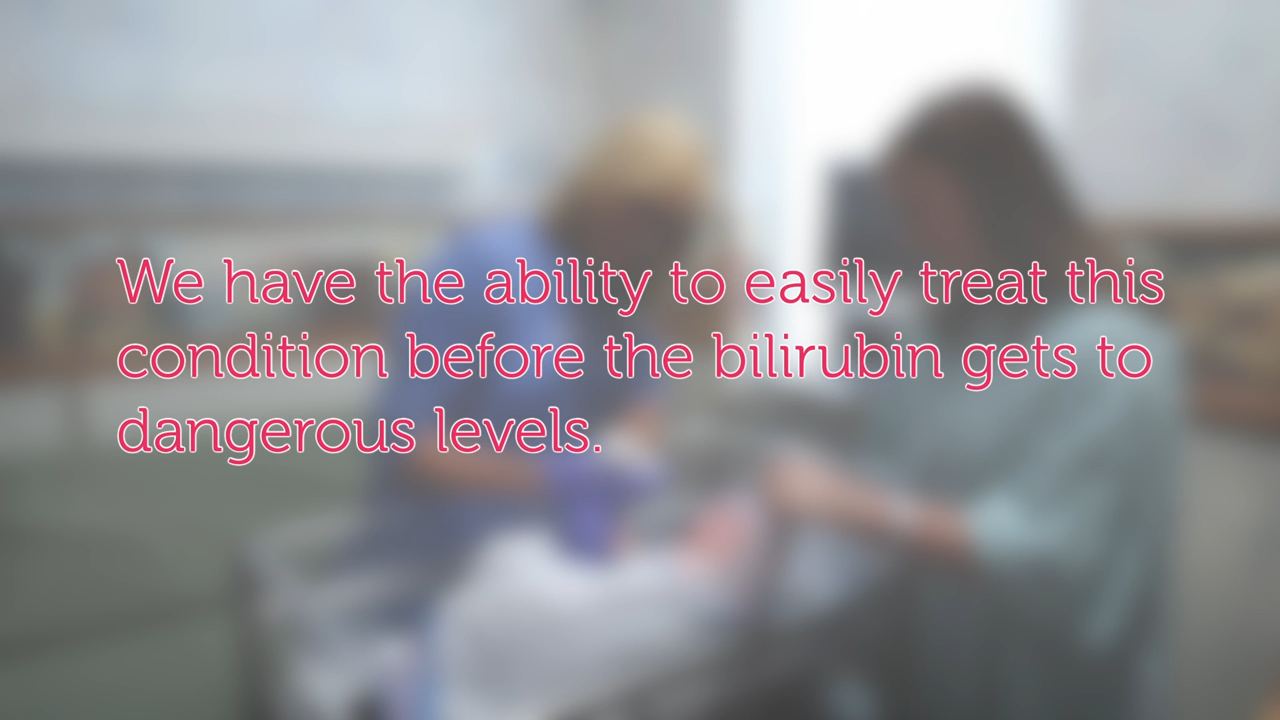 We have the ability to easily treat this
condition before the bilirubin gets to
dangerous levels.